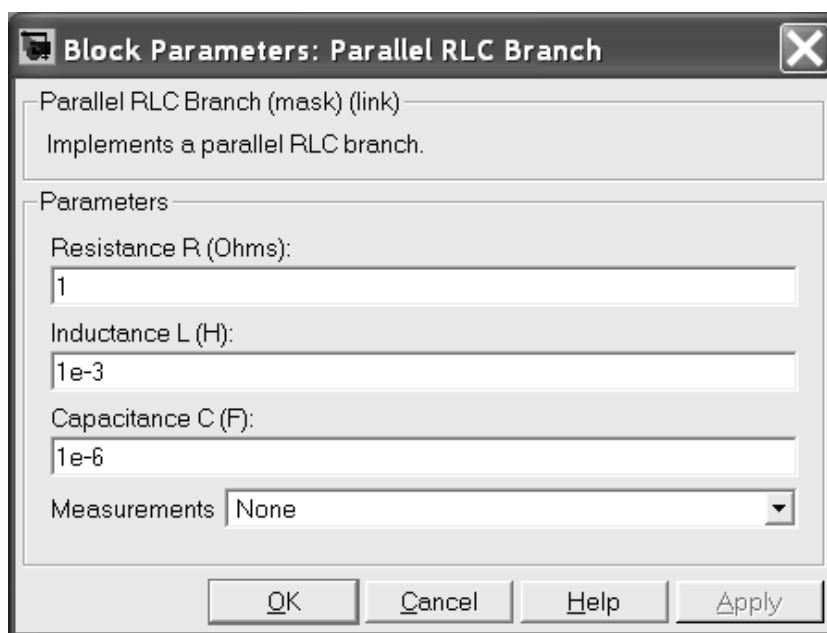 Block Parameters: Parallel RLC Branch
Parallel RLC Branch (mask) (link)
Implements a parallel RLC branch.
Parameters
Resistance R (Ohms):
1
Inductance L (H):
1e-3
Capacitance C (F):
1e-6
Measurements None
OK Cancel Help Apply